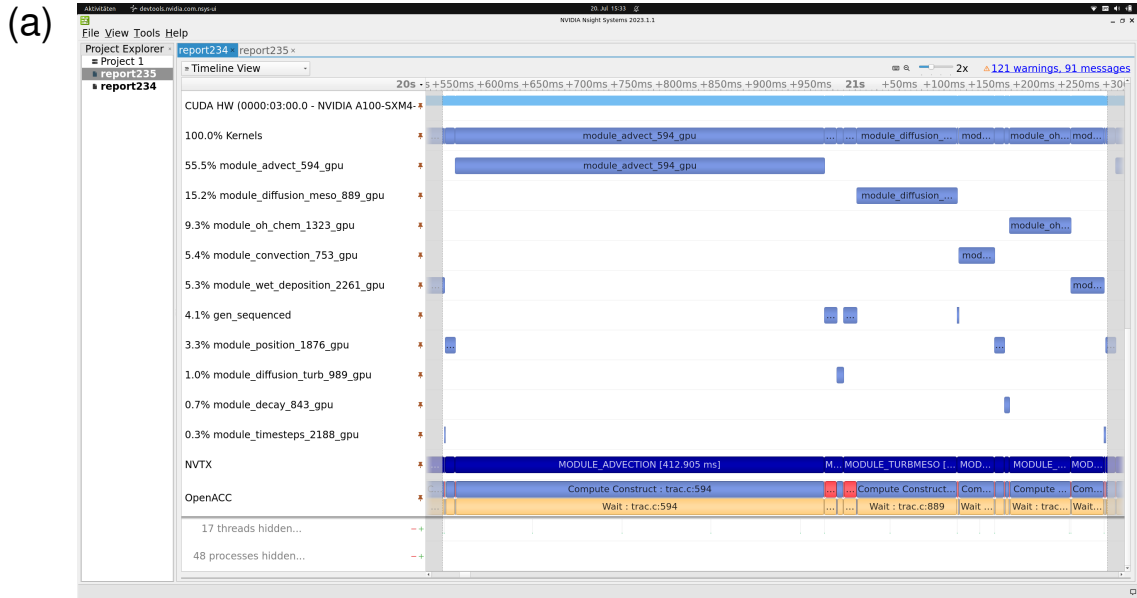 (a)
Aktivitäten devtools.nvidia.com.nsys-ui 20. Jul 15:33
NVIDIA Nsight Systems 2023.1.1
File View Tools Help
Project Explorer
Project 1
report235
report234
report234 report235
Timeline View 2x 121 warnings, 91 messages
20s s +550ms +600ms +650ms +700ms +750ms +800ms +850ms +900ms +950ms 21s +50ms +100ms +150ms +200ms +250ms +300
CUDA HW (0000:03:00.0 - NVIDIA A100-SXM4-
100.0% Kernels module_advect_594_gpu ... ... module_diffusion_... mod... module_oh... mod...
55.5% module_advect_594_gpu module_advect_594_gpu
15.2% module_diffusion_meso_889_gpu module_diffusion_...
9.3% module_oh_chem_1323_gpu module_oh...
5.4% module_convection_753_gpu mod...
5.3% module_wet_deposition_2261_gpu mod...
4.1% gen_sequenced ... ...
3.3% module_position_1876_gpu ... ...
1.0% module_diffusion_turb_989_gpu
0.7% module_decay_843_gpu
0.3% module_timesteps_2188_gpu
NVTX MODULE_ADVECTION [412.905 ms] M... MODULE_TURBMESO [... MOD... MODULE_... MOD...
OpenACC Compute Construct : trac.c:594 ... ... Compute Construct... Com... Compute ... Com...
Wait : trac.c:594 ... ... Wait : trac.c:889 Wait ... Wait : trac... Wait...
17 threads hidden... −+
48 processes hidden... −+